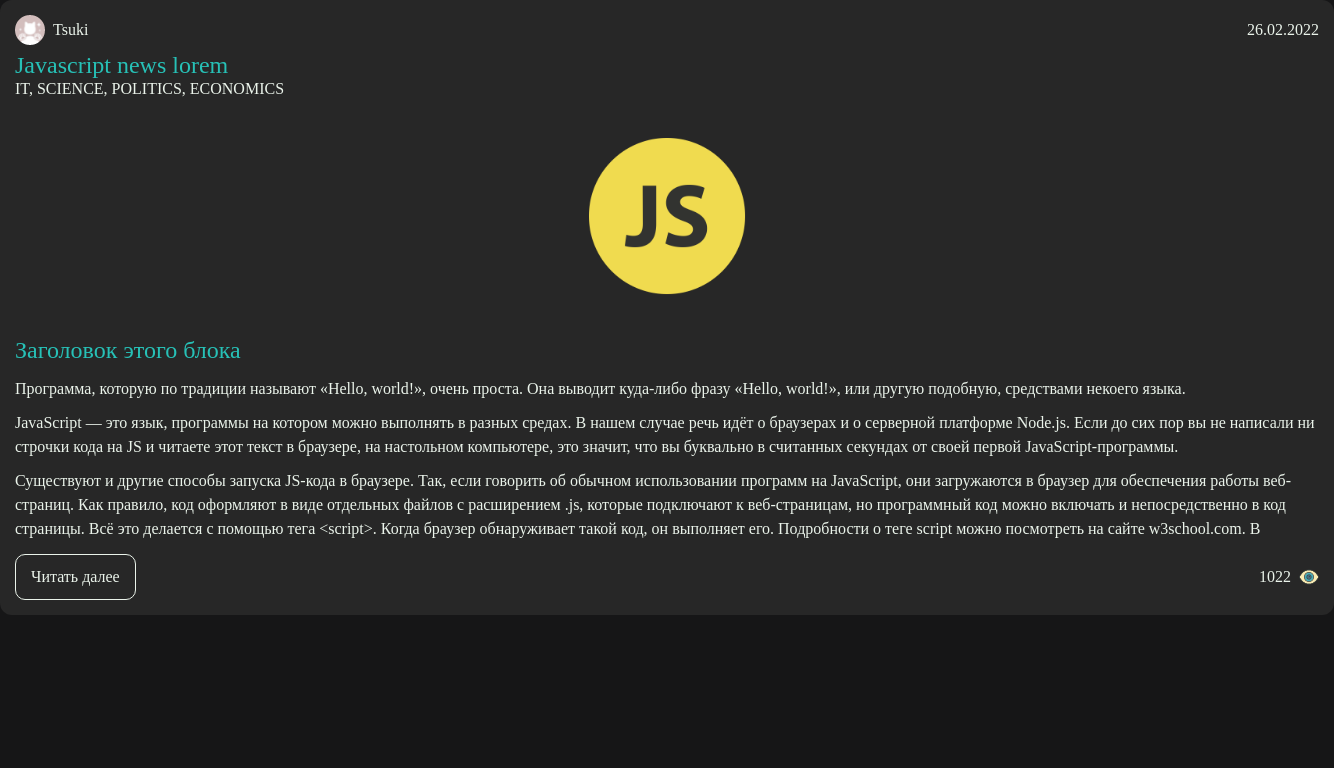 Tsuki
26.02.2022
Javascript news lorem
IT, SCIENCE, POLITICS, ECONOMICS
JS
Заголовок этого блока
Программа, которую по традиции называют «Hello, world!», очень проста. Она выводит куда-либо фразу «Hello, world!», или другую подобную, средствами некоего языка.
JavaScript — это язык, программы на котором можно выполнять в разных средах. В нашем случае речь идёт о браузерах и о серверной платформе Node.js. Если до сих пор вы не написали ни
строчки кода на JS и читаете этот текст в браузере, на настольном компьютере, это значит, что вы буквально в считанных секундах от своей первой JavaScript-программы.
Существуют и другие способы запуска JS-кода в браузере. Так, если говорить об обычном использовании программ на JavaScript, они загружаются в браузер для обеспечения работы веб-
страниц. Как правило, код оформляют в виде отдельных файлов с расширением .js, которые подключают к веб-страницам, но программный код можно включать и непосредственно в код
страницы. Всё это делается с помощью тега <script>. Когда браузер обнаруживает такой код, он выполняет его. Подробности о теге script можно посмотреть на сайте w3school.com. В
Читать далее
1022